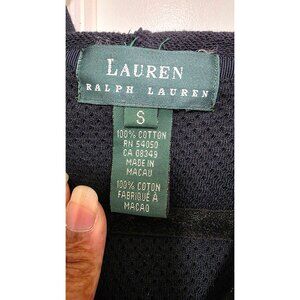 LAUREN
RALPH LAUREN
S
100% COTTON
RN 54050
CA 08349
MADE IN
MACAU
100% COTON
FABRIQUÉ À
MACAO